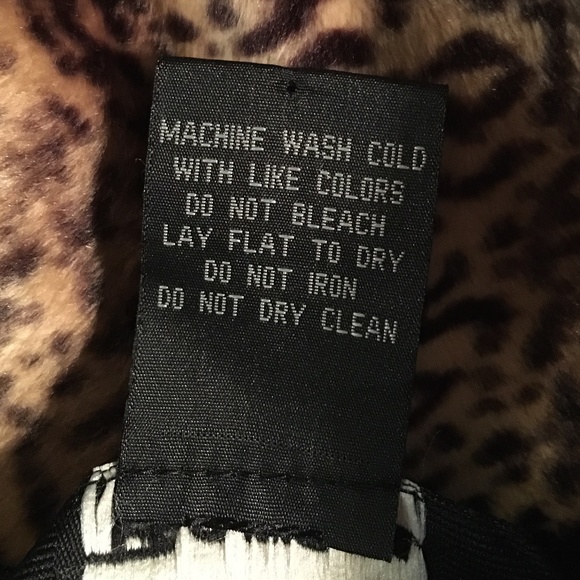 MACHINE WASH COLD
WITH LIKE COLORS
DO NOT BLEACH
LAY FLAT TO DRY
DO NOT IRON
DO NOT DRY CLEAN